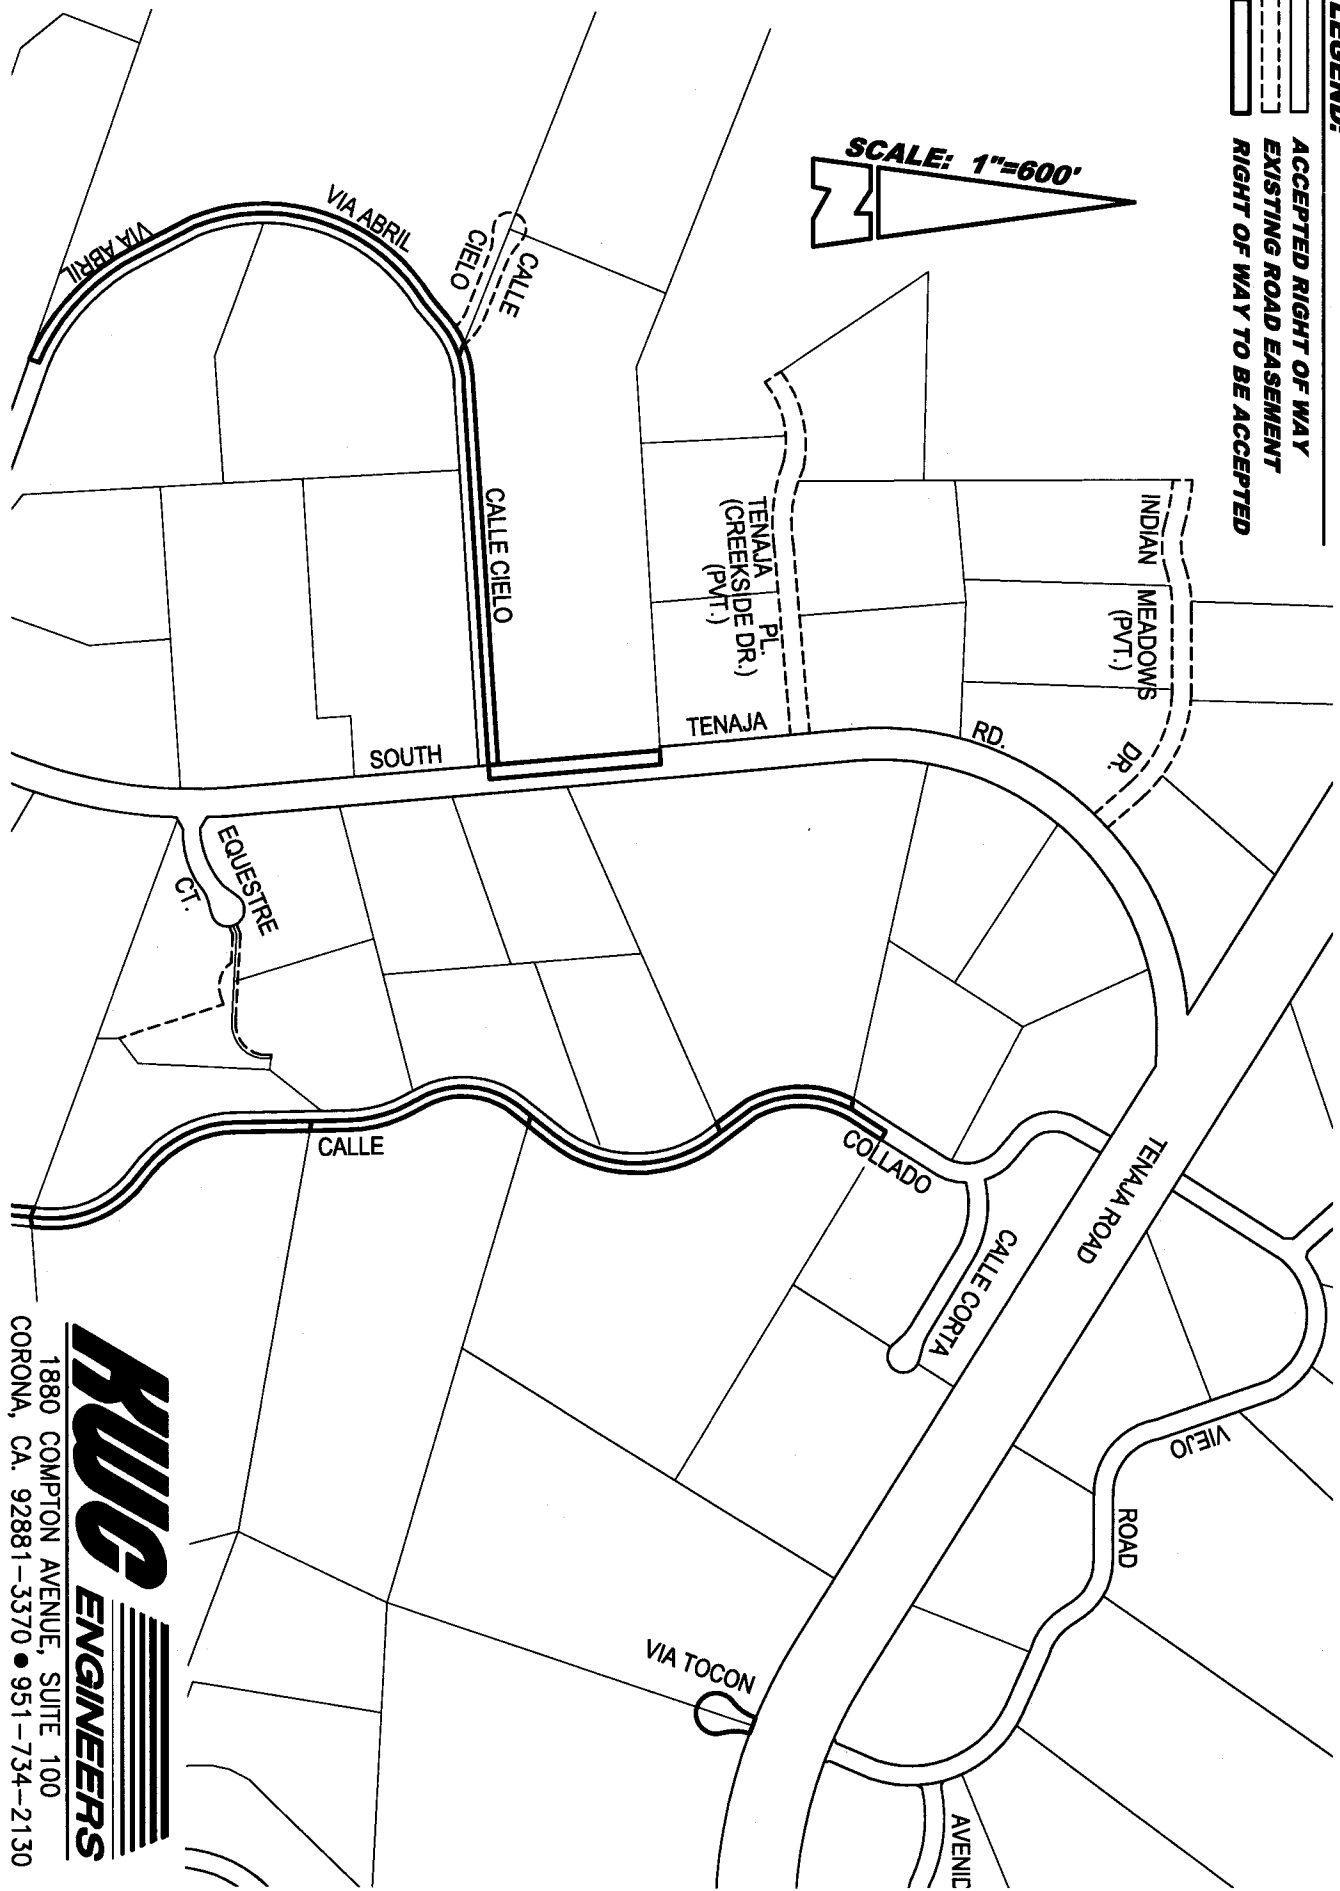 LEGEND:
ACCEPTED RIGHT OF WAY
EXISTING ROAD EASEMENT
RIGHT OF WAY TO BE ACCEPTED
SCALE: 1"=600'
N
VIA ABRIL
VIA ABRIL
CALLE
CIELO
CALLE CIELO
TENAJA PL.
(CREEKSIDE DR.)
(PVT.)
INDIAN MEADOWS DR.
(PVT.)
SOUTH TENAJA RD.
EQUESTRE
CT.
CALLE COLLADO
CALLE CORTA
TENAJA ROAD
VIEJO ROAD
VIA TOCON
AVENID
KWC ENGINEERS
1880 COMPTON AVENUE, SUITE 100
CORONA, CA. 92881-3370 • 951-734-2130